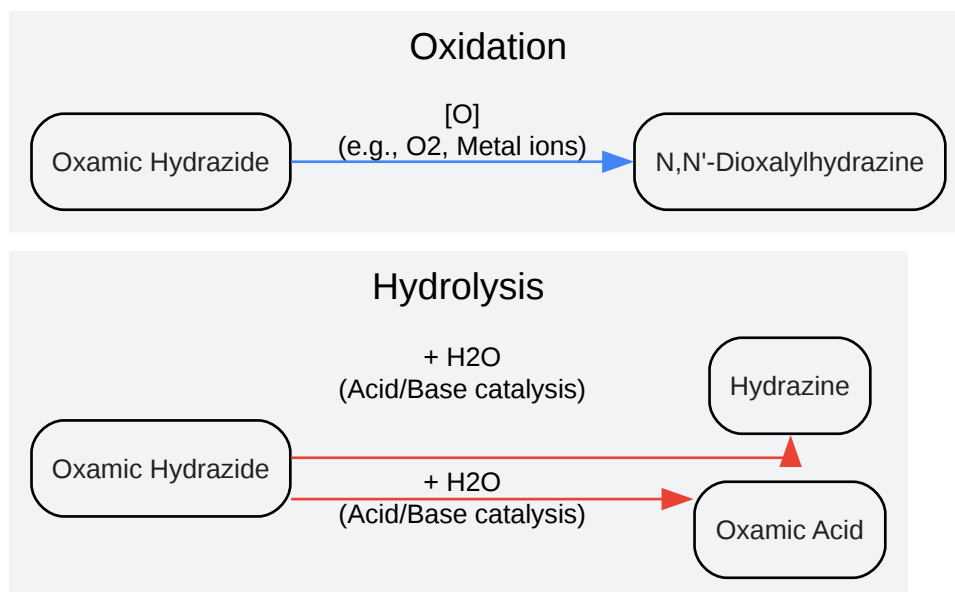 Oxidation
[O]
(e.g., O2, Metal ions)
Oxamic Hydrazide
N,N'-Dioxalylhydrazine
Hydrolysis
+ H2O
(Acid/Base catalysis)
Hydrazine
Oxamic Hydrazide
+ H2O
(Acid/Base catalysis)
Oxamic Acid